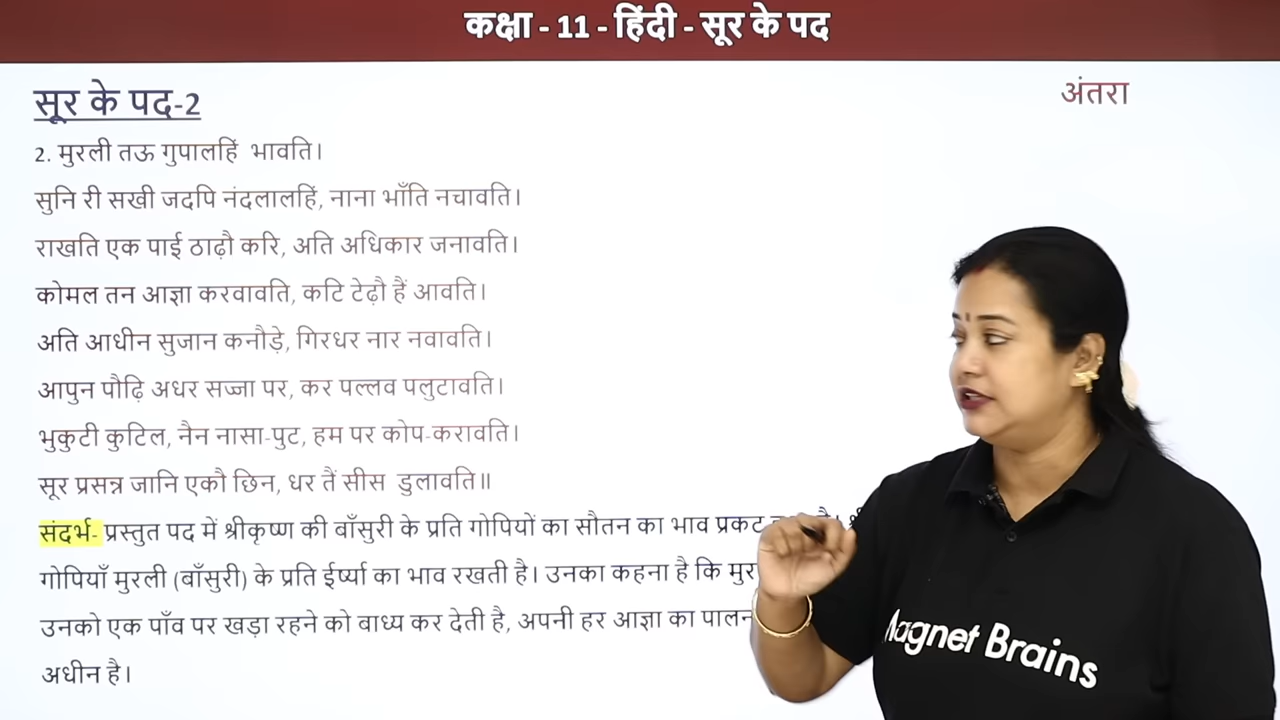 कक्षा - 11 - हिंदी - सूर के पद
सूर के पद-2
अंतरा
2. मुरली तऊ गुपालहिं भावति।
सुनि री सखी जदपि नंदलालहिं, नाना भाँति नचावति।
राखति एक पाई ठाढ़ौ करि, अति अधिकार जनावति।
कोमल तन आज्ञा करवावति, कटि टेढ़ौ हैं आवति।
अति आधीन सुजान कनौड़े, गिरधर नार नवावति।
आपुन पौढ़ि अधर सज्जा पर, कर पल्लव पलुटावति।
भुकुटी कुटिल, नैन नासा-पुट, हम पर कोप-करावति।
सूर प्रसन्न जानि एकौ छिन, धर तैं सीस डुलावति॥
संदर्भ- प्रस्तुत पद में श्रीकृष्ण की बाँसुरी के प्रति गोपियों का सौतन का भाव प्रकट
गोपियाँ मुरली (बाँसुरी) के प्रति ईर्ष्या का भाव रखती है। उनका कहना है कि
उनको एक पाँव पर खड़ा रहने को बाध्य कर देती है, अपनी हर आज्ञा का पालन
अधीन है।
Magnet Brains